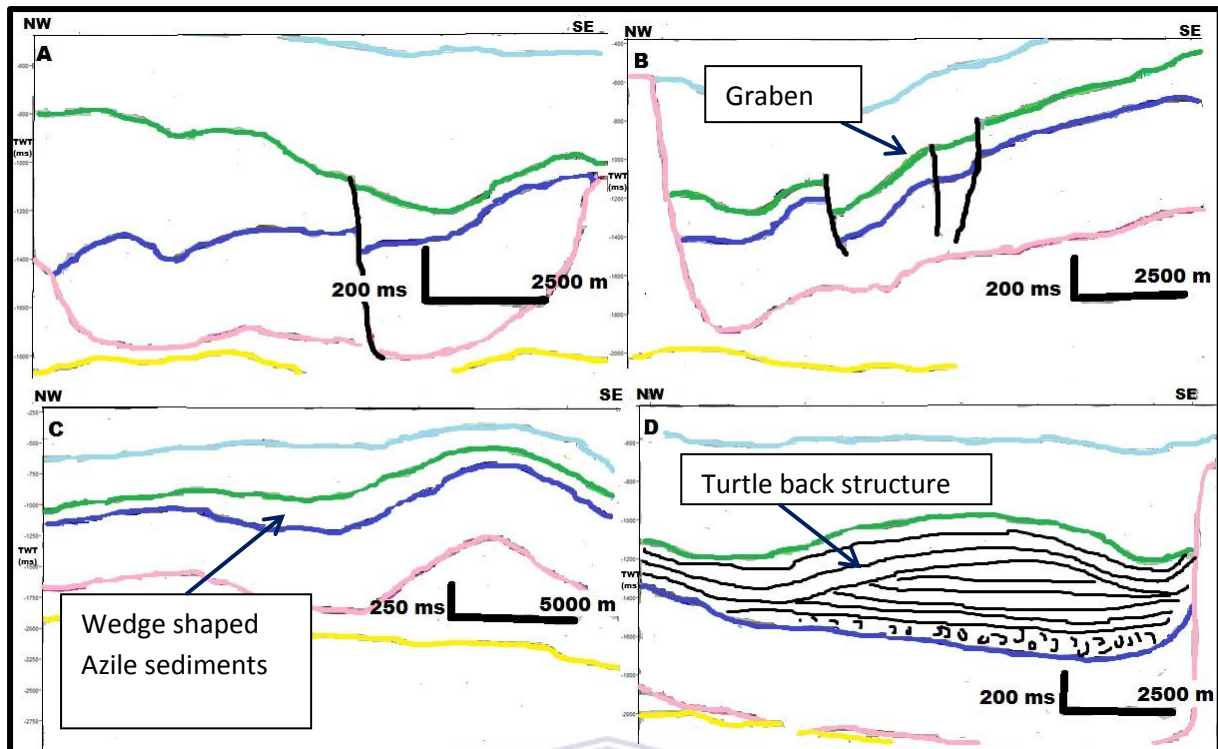 NW SE
A
-600
-800
TWT
(ms)
-1000
-1200
-1400
-1600
-1800
200 ms
2500 m
NW SE
B
-400
-600
Graben
-800
-1000
TWT
(ms)
-1200
-1400
-1600
-1800
-2000
200 ms
2500 m
NW SE
C
-250
-500
-750
-1000
TWT
(ms)
-1500
-1750
-2000
-2250
-2500
-2750
250 ms
5000 m
Wedge shaped
Azile sediments
NW SE
D
-600
Turtle back structure
-1000
-1200
TWT
(ms)
-1400
-1600
-1800
-2000
200 ms
2500 m